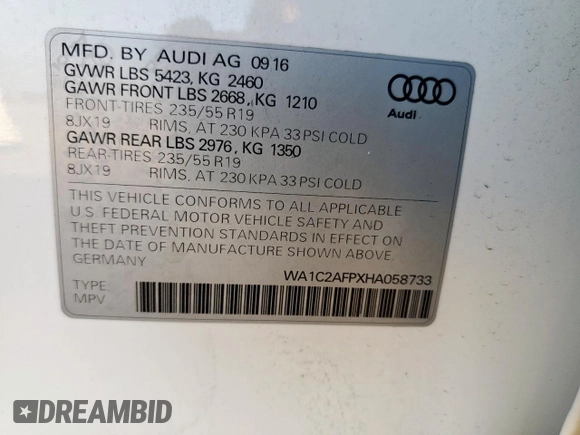 MFD. BY AUDI AG 09 16
GVWR LBS 5423, KG 2460
GAWR FRONT LBS 2668, KG 1210
FRONT-TIRES 235/55 R19
8JX19 RIMS, AT 230 KPA 33 PSI COLD
GAWR REAR LBS 2976, KG 1350
REAR-TIRES 235/55 R19
8JX19 RIMS, AT 230 KPA 33 PSI COLD
Audi
THIS VEHICLE CONFORMS TO ALL APPLICABLE
U.S. FEDERAL MOTOR VEHICLE SAFETY AND
THEFT PREVENTION STANDARDS IN EFFECT ON
THE DATE OF MANUFACTURE SHOWN ABOVE.
GERMANY
WA1C2AFPXHA058733
TYPE:
MPV
DREAMBID